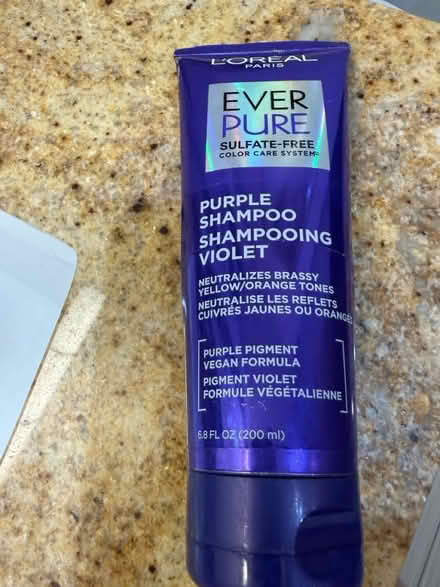 L'ORÉAL
PARIS
EVER
PURE
SULFATE-FREE
COLOR CARE SYSTEM
PURPLE
SHAMPOO
SHAMPOOING
VIOLET
NEUTRALIZES BRASSY
YELLOW/ORANGE TONES
NEUTRALISE LES REFLETS
CUIVRÉS JAUNES OU ORANGÉS
PURPLE PIGMENT
VEGAN FORMULA
PIGMENT VIOLET
FORMULE VÉGÉTALIENNE
6.8 FL OZ (200 ml)